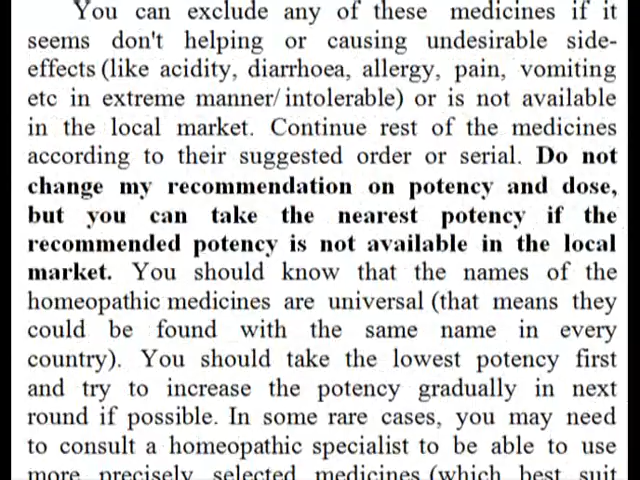 You can exclude any of these medicines if it
seems don't helping or causing undesirable side-
effects (like acidity, diarrhoea, allergy, pain, vomiting
etc in extreme manner/ intolerable) or is not available
in the local market. Continue rest of the medicines
according to their suggested order or serial. Do not
change my recommendation on potency and dose,
but you can take the nearest potency if the
recommended potency is not available in the local
market. You should know that the names of the
homeopathic medicines are universal (that means they
could be found with the same name in every
country). You should take the lowest potency first
and try to increase the potency gradually in next
round if possible. In some rare cases, you may need
to consult a homeopathic specialist to be able to use
more precisely selected medicines (which best suit